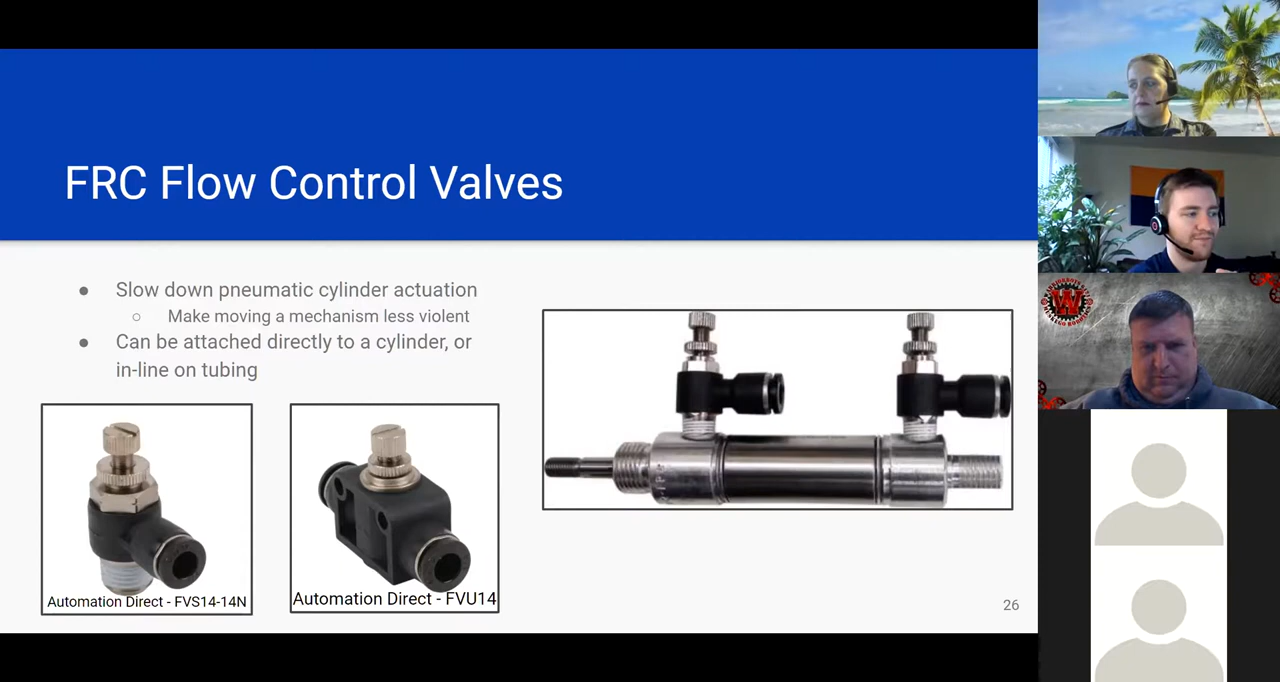 FRC Flow Control Valves
● Slow down pneumatic cylinder actuation
○ Make moving a mechanism less violent
● Can be attached directly to a cylinder, or
in-line on tubing
Automation Direct - FVS14-14N
Automation Direct - FVU14
26
W